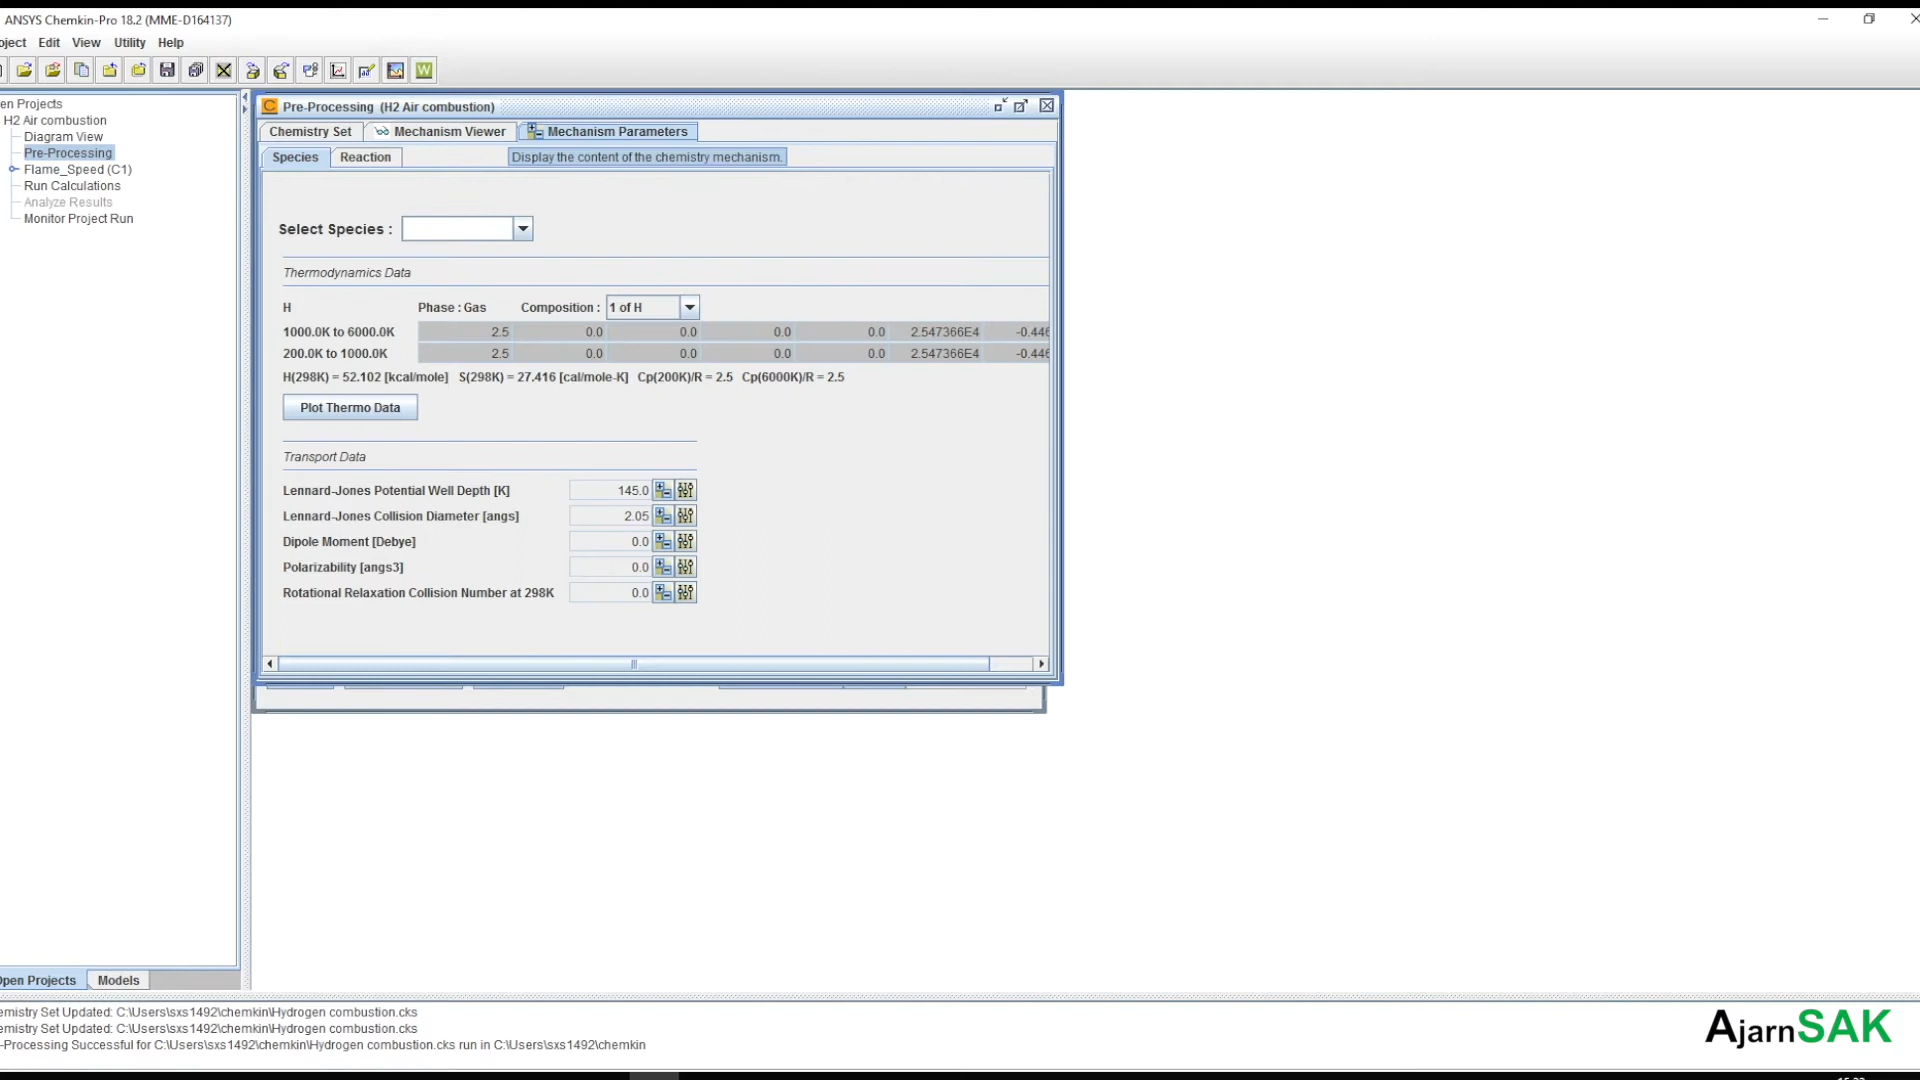 ANSYS Chemkin-Pro 18.2 (MME-D164137)
oject Edit View Utility Help
W
en Projects
H2 Air combustion
Diagram View
Pre-Processing
Flame_Speed (C1)
Run Calculations
Analyze Results
Monitor Project Run
Open Projects Models
C Pre-Processing (H2 Air combustion)
Chemistry Set Mechanism Viewer Mechanism Parameters
Species Reaction Display the content of the chemistry mechanism.
Select Species :
Thermodynamics Data
H Phase : Gas Composition : 1 of H
1000.0K to 6000.0K 2.5 0.0 0.0 0.0 0.0 2.547366E4 -0.446
200.0K to 1000.0K 2.5 0.0 0.0 0.0 0.0 2.547366E4 -0.446
H(298K) = 52.102 [kcal/mole] S(298K) = 27.416 [cal/mole-K] Cp(200K)/R = 2.5 Cp(6000K)/R = 2.5
Plot Thermo Data
Transport Data
Lennard-Jones Potential Well Depth [K] 145.0
Lennard-Jones Collision Diameter [angs] 2.05
Dipole Moment [Debye] 0.0
Polarizability [angs3] 0.0
Rotational Relaxation Collision Number at 298K 0.0
emistry Set Updated: C:\Users\sxs1492\chemkin\Hydrogen combustion.cks
emistry Set Updated: C:\Users\sxs1492\chemkin\Hydrogen combustion.cks
-Processing Successful for C:\Users\sxs1492\chemkin\Hydrogen combustion.cks run in C:\Users\sxs1492\chemkin
AjarnSAK